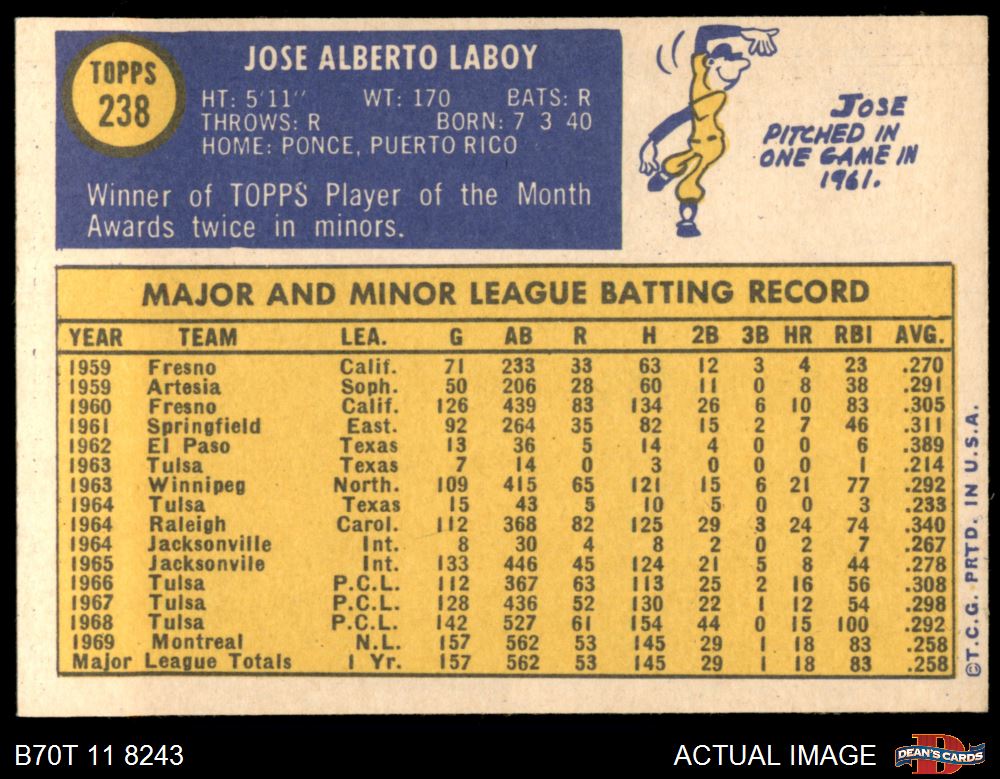 TOPPS
238
JOSE ALBERTO LABOY
HT: 5'11" WT: 170 BATS: R
THROWS: R BORN: 7 3 40
HOME: PONCE, PUERTO RICO
Winner of TOPPS Player of the Month
Awards twice in minors.
JOSE
PITCHED IN
ONE GAME IN
1961.
MAJOR AND MINOR LEAGUE BATTING RECORD
YEAR TEAM LEA. G AB R H 2B 3B HR RBI AVG.
1959 Fresno Calif. 71 233 33 63 12 3 4 23 .270
1959 Artesia Soph. 50 206 28 60 11 0 8 38 .291
1960 Fresno Calif. 126 439 83 134 26 6 10 83 .305
1961 Springfield East. 92 264 35 82 15 2 7 46 .311
1962 El Paso Texas 13 36 5 14 4 0 0 6 .389
1963 Tulsa Texas 7 14 0 3 0 0 0 1 .214
1963 Winnipeg North. 109 415 65 121 15 6 21 77 .292
1964 Tulsa Texas 15 43 5 10 5 0 0 3 .233
1964 Raleigh Carol. 112 368 82 125 29 3 24 74 .340
1964 Jacksonville Int. 8 30 4 8 2 0 2 7 .267
1965 Jacksonvile Int. 133 446 45 124 21 5 8 44 .278
1966 Tulsa P.C.L. 112 367 63 113 25 2 16 56 .308
1967 Tulsa P.C.L. 128 436 52 130 22 1 12 54 .298
1968 Tulsa P.C.L. 142 527 61 154 44 0 15 100 .292
1969 Montreal N.L. 157 562 53 145 29 1 18 83 .258
Major League Totals 1 Yr. 157 562 53 145 29 1 18 83 .258
©T.C.G. PRTD. IN U.S.A.
B70T 11 8243
ACTUAL IMAGE
D
DEAN'S CARDS